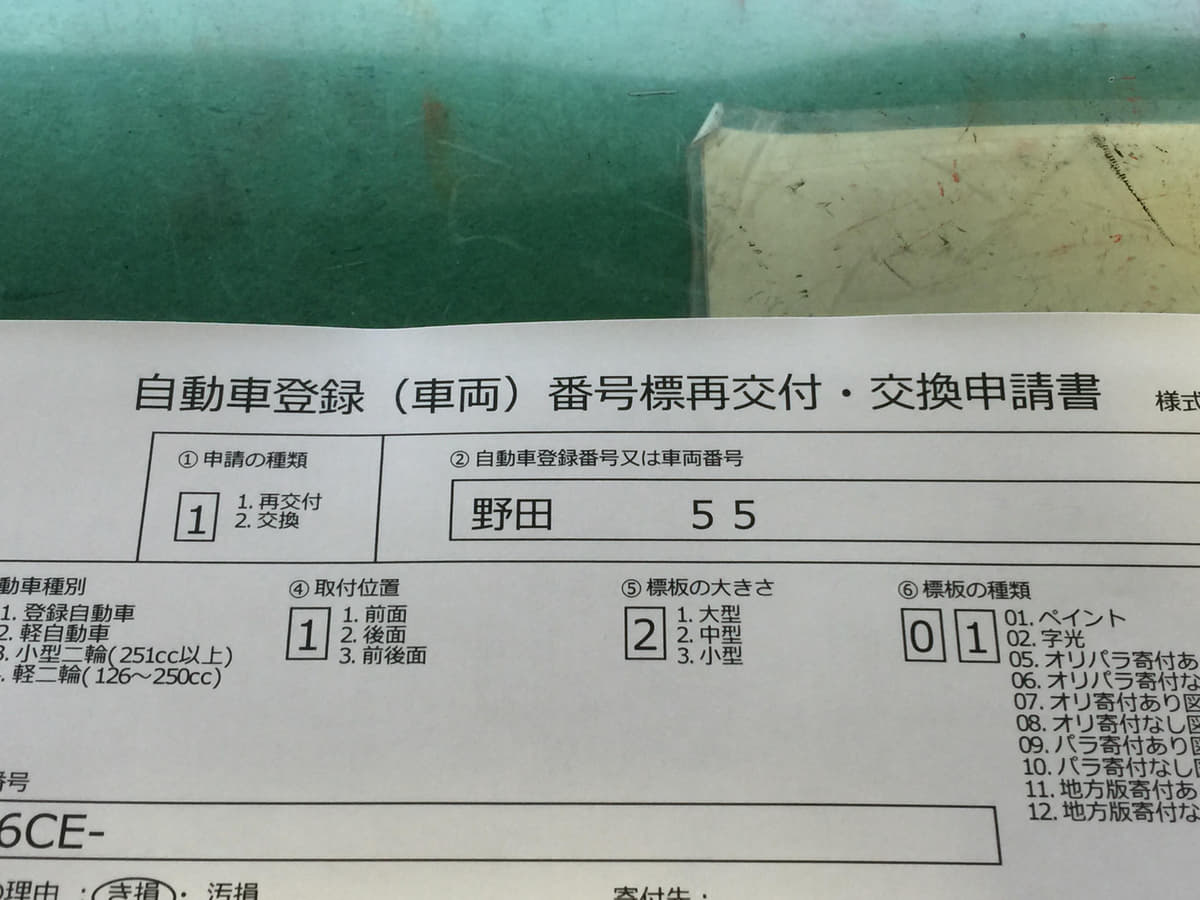 自動車登録（車両）番号標再交付・交換申請書 様式
① 申請の種類
1
1. 再交付
2. 交換
② 自動車登録番号又は車両番号
野田 55
動車種別
1. 登録自動車
2. 軽自動車
3. 小型二輪(251cc以上)
. 軽二輪(126～250cc)
④ 取付位置
1
1. 前面
2. 後面
3. 前後面
⑤ 標板の大きさ
2
1. 大型
2. 中型
3. 小型
⑥ 標板の種類
0 1
01. ペイント
02. 字光
05. オリパラ寄付あ
06. オリパラ寄付な
07. オリ寄付あり図
08. オリ寄付なし図
09. パラ寄付あり図
10. パラ寄付なし図
11. 地方版寄付あ
12. 地方版寄付な
番号
6CE-
の理由：き損・汚損 寄付先：